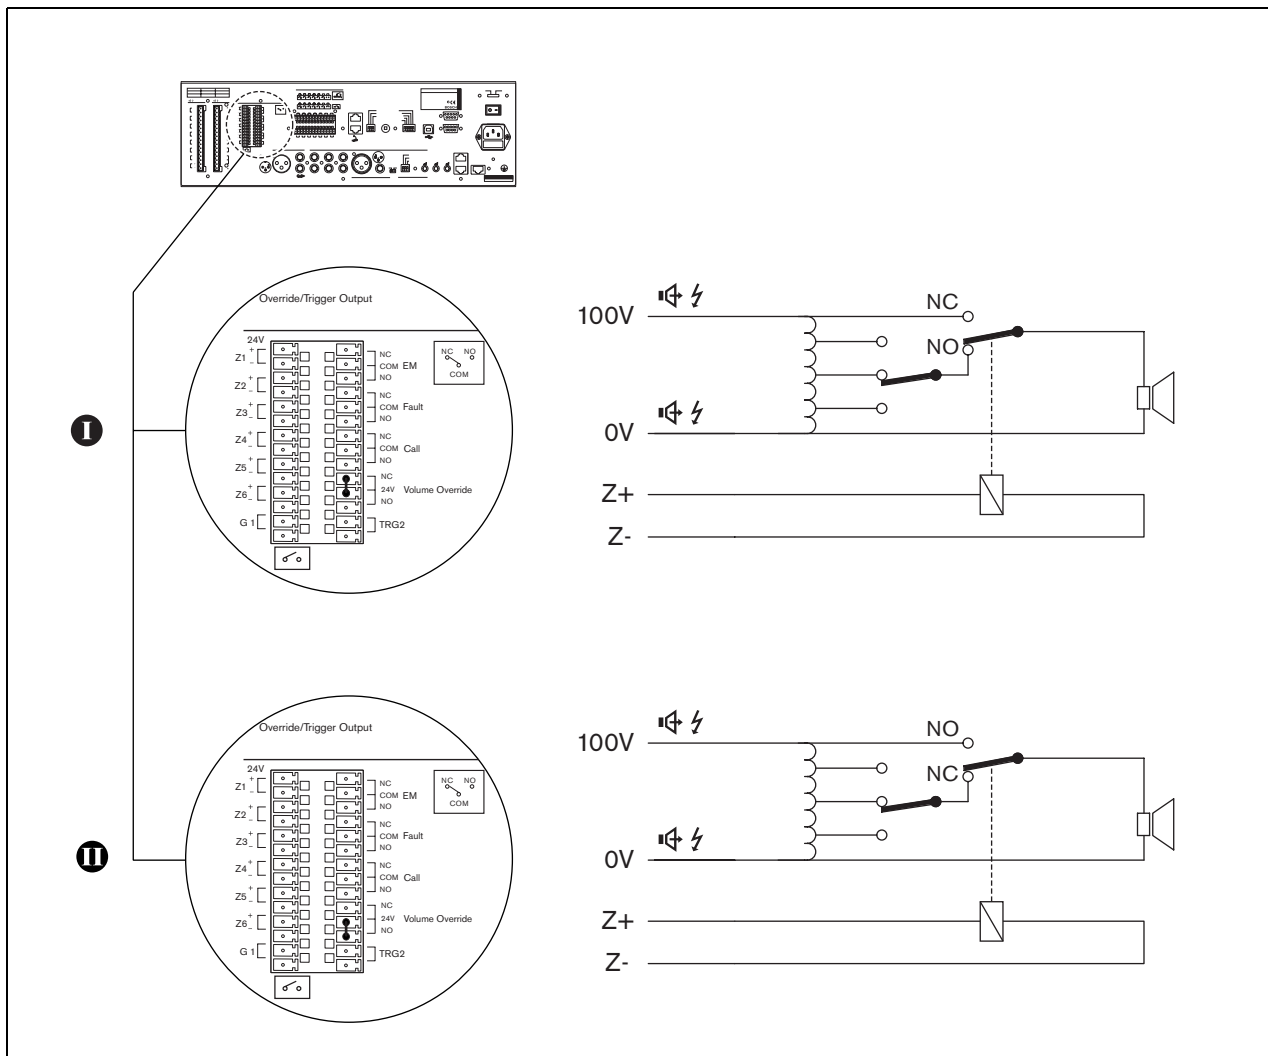 Override/Trigger Output
24V
Z1 + -
Z2 + -
Z3 + -
Z4 + -
Z5 + -
Z6 + -
G 1
NC
COM EM
NO
NC
COM Fault
NO
NC
COM Call
NO
NC
24V Volume Override
NO
TRG2
NC NO
COM
I
100V
NC
NO
0V
Z+
Z-
Override/Trigger Output
24V
Z1 + -
Z2 + -
Z3 + -
Z4 + -
Z5 + -
Z6 + -
G 1
NC
COM EM
NO
NC
COM Fault
NO
NC
COM Call
NO
NC
24V Volume Override
NO
TRG2
NC NO
COM
II
100V
NO
NC
0V
Z+
Z-